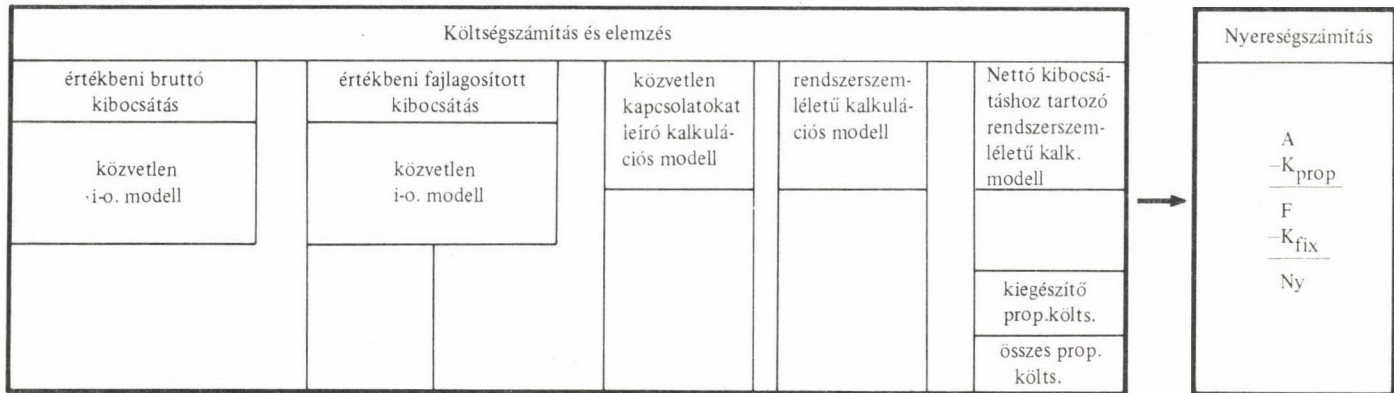 Költségszámítás és elemzés
értékbeni bruttó
kibocsátás
közvetlen
i-o. modell
értékbeni fajlagosított
kibocsátás
közvetlen
i-o. modell
közvetlen
kapcsolatokat
leíró kalkulá-
ciós modell
rendszerszem-
léletű kalkulá-
ciós modell
Nettó kibocsá-
táshoz tartozó
rendszerszem-
léletű kalk.
modell
kiegészítő
prop.költs.
összes prop.
költs.
Nyereségszámítás
A
–K prop
F
–K fix
Ny